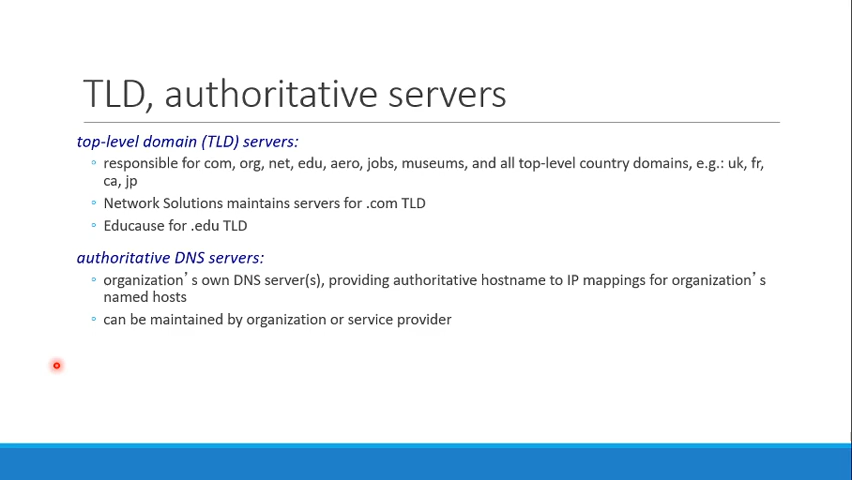 TLD, authoritative servers
top-level domain (TLD) servers:
◦ responsible for com, org, net, edu, aero, jobs, museums, and all top-level country domains, e.g.: uk, fr,
ca, jp
◦ Network Solutions maintains servers for .com TLD
◦ Educause for .edu TLD
authoritative DNS servers:
◦ organization’s own DNS server(s), providing authoritative hostname to IP mappings for organization’s
named hosts
◦ can be maintained by organization or service provider